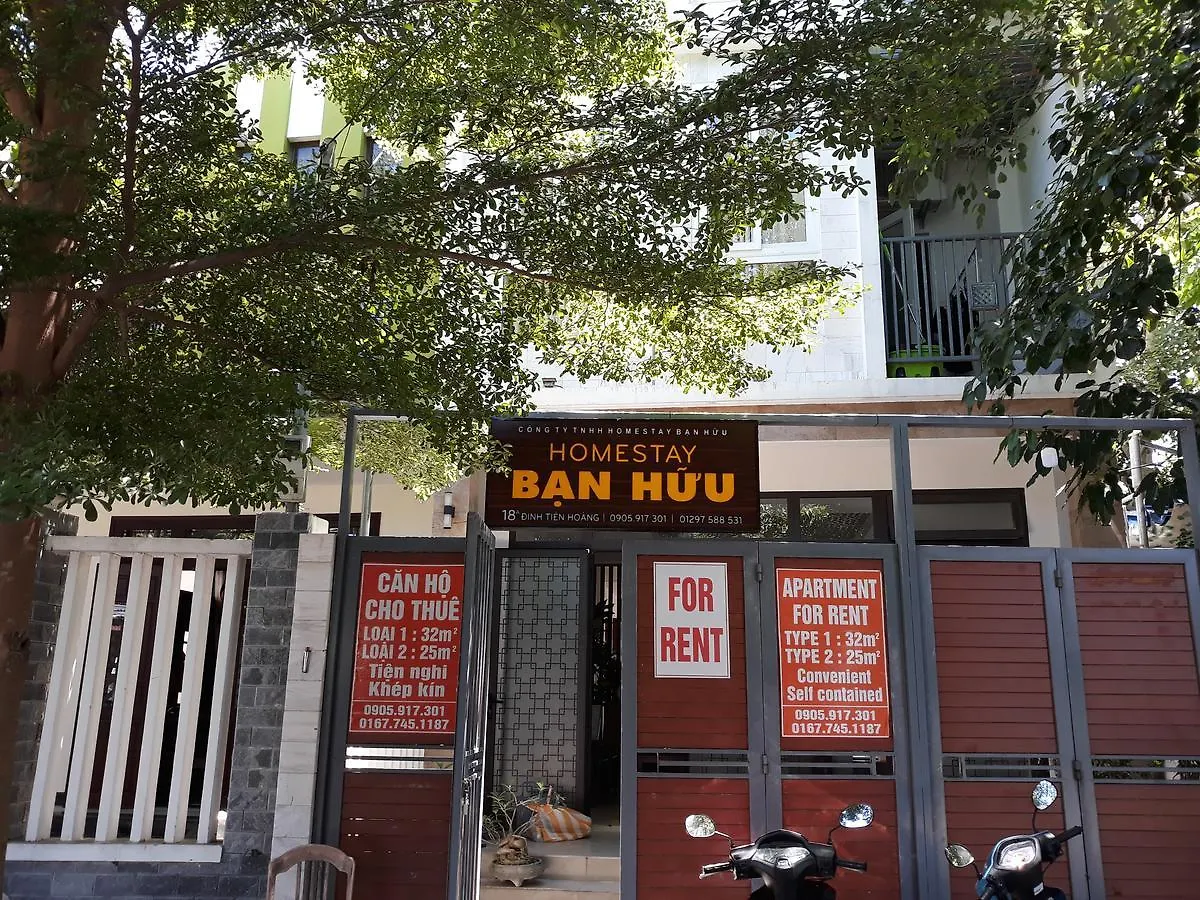 CÔNG TY TNHH HOMESTAY BẠN HỮU
HOMESTAY
BẠN HỮU
18A ĐINH TIÊN HOÀNG | 0905.917 301 | 01297 588 531
CĂN HỘ
CHO THUÊ
LOẠI 1 : 32m²
LOẠI 2 : 25m²
Tiện nghi
Khép kín
0905.917.301
0167.745.1187
FOR
RENT
APARTMENT
FOR RENT
TYPE 1 : 32m²
TYPE 2 : 25m²
Convenient
Self contained
0905.917.301
0167.745.1187